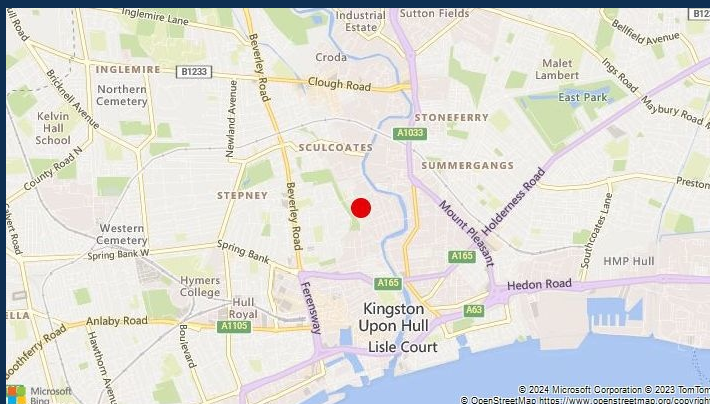 Inglemire Lane
Industrial
Estate
Sutton Fields
Bellfield Avenue
Croda
Beverley Road
INGLEMIRE
B1233
Clough Road
Malet
Lambert
Ings Road
Northern
Cemetery
Bricknell Avenue
Newland Avenue
East Park
Maybury Road
Kelvin
Hall
School
STONEFERRY
A1033
SCULCOATES
SUMMERGANGS
County Road N
Holderness Road
Preston
STEPNEY
Beverley Road
Mount Pleasant
Southcoates Lane
Calvert Road
Western
Cemetery
Spring Bank W
Spring Bank
A165
HMP Hull
Hymers
College
A165
Hedon Road
Ferensway
Hull
Royal
Kingston
Upon Hull
A63
Anlaby Road
A1105
Boothferry Road
Boulevard
Lisle Court
Hawthorn Aven
Microsoft
Bing
© 2024 Microsoft Corporation © 2023 TomTom
© OpenStreetMap https://www.openstreetmap.org/copyright